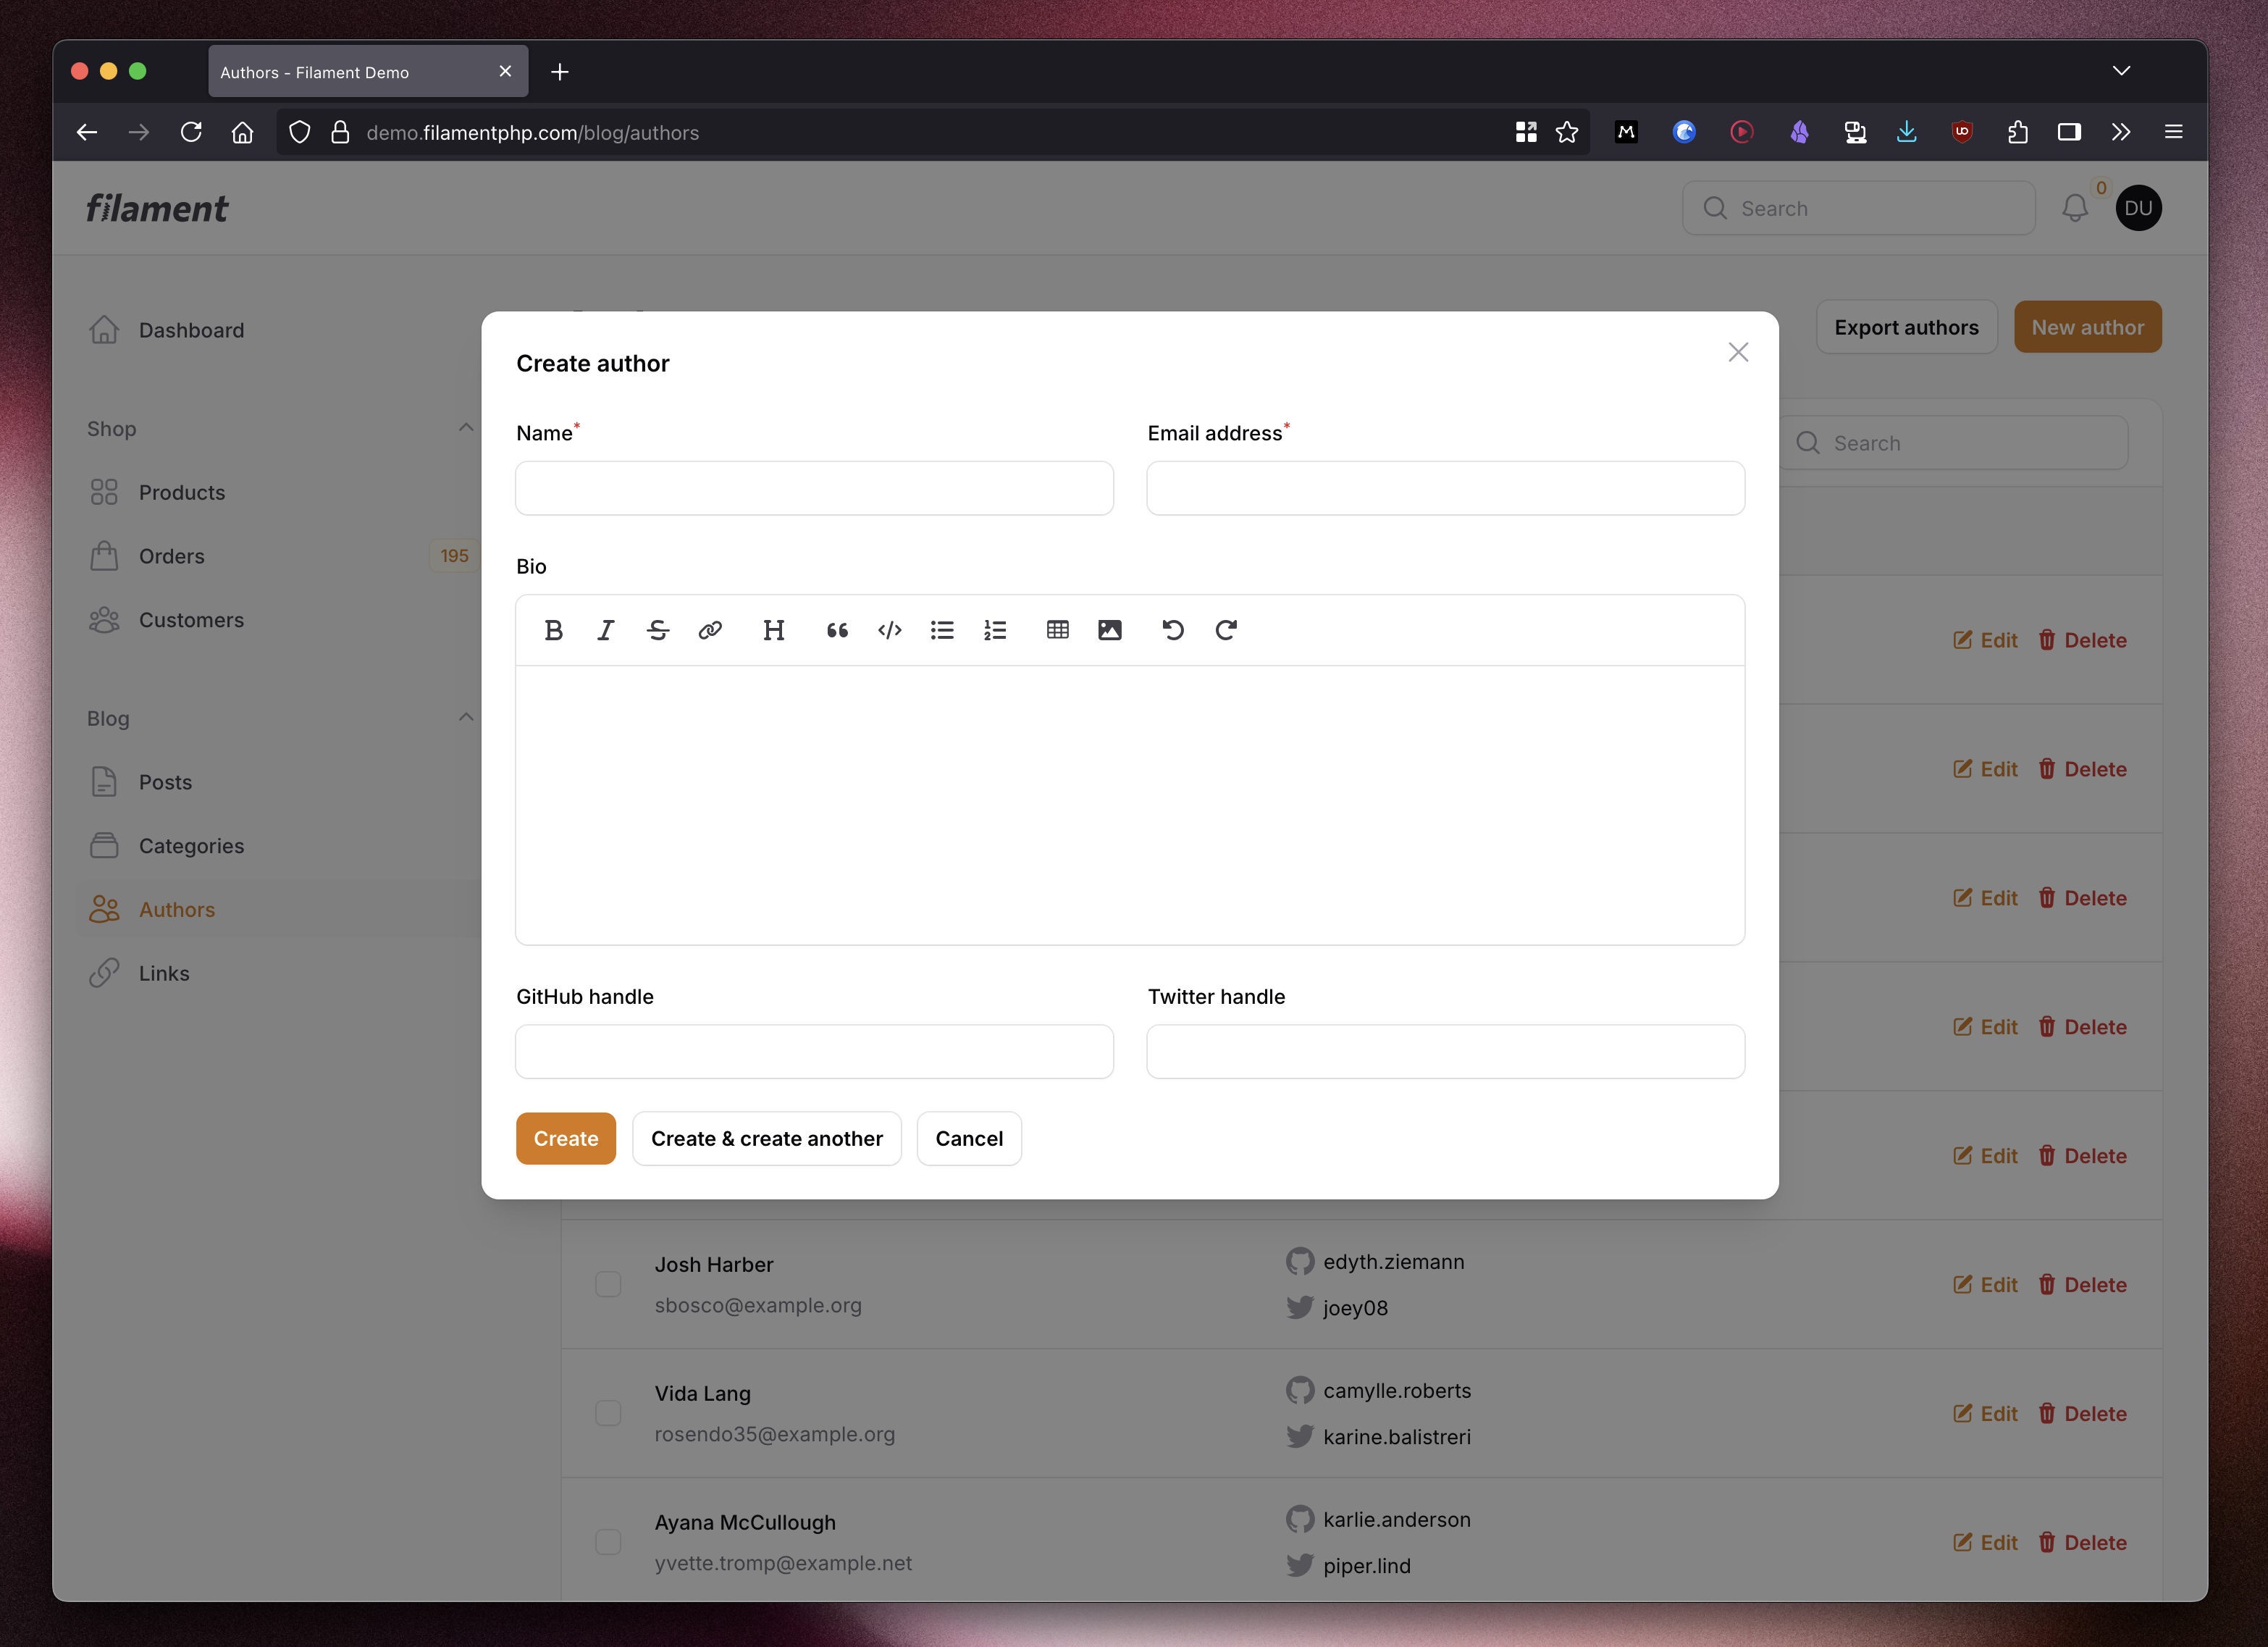 Authors - Filament Demo
demo.filamentphp.com/blog/authors
filament
Search
0
DU
Dashboard
Export authors
New author
Shop
Search
Products
Orders
195
Customers
Blog
Posts
Categories
Authors
Links
Create author
Name*
Email address*
Bio
GitHub handle
Twitter handle
Create
Create & create another
Cancel
Edit Delete
Edit Delete
Edit Delete
Edit Delete
Edit Delete
Josh Harber
sbosco@example.org
edyth.ziemann
joey08
Edit Delete
Vida Lang
rosendo35@example.org
camylle.roberts
karine.balistreri
Edit Delete
Ayana McCullough
yvette.tromp@example.net
karlie.anderson
piper.lind
Edit Delete